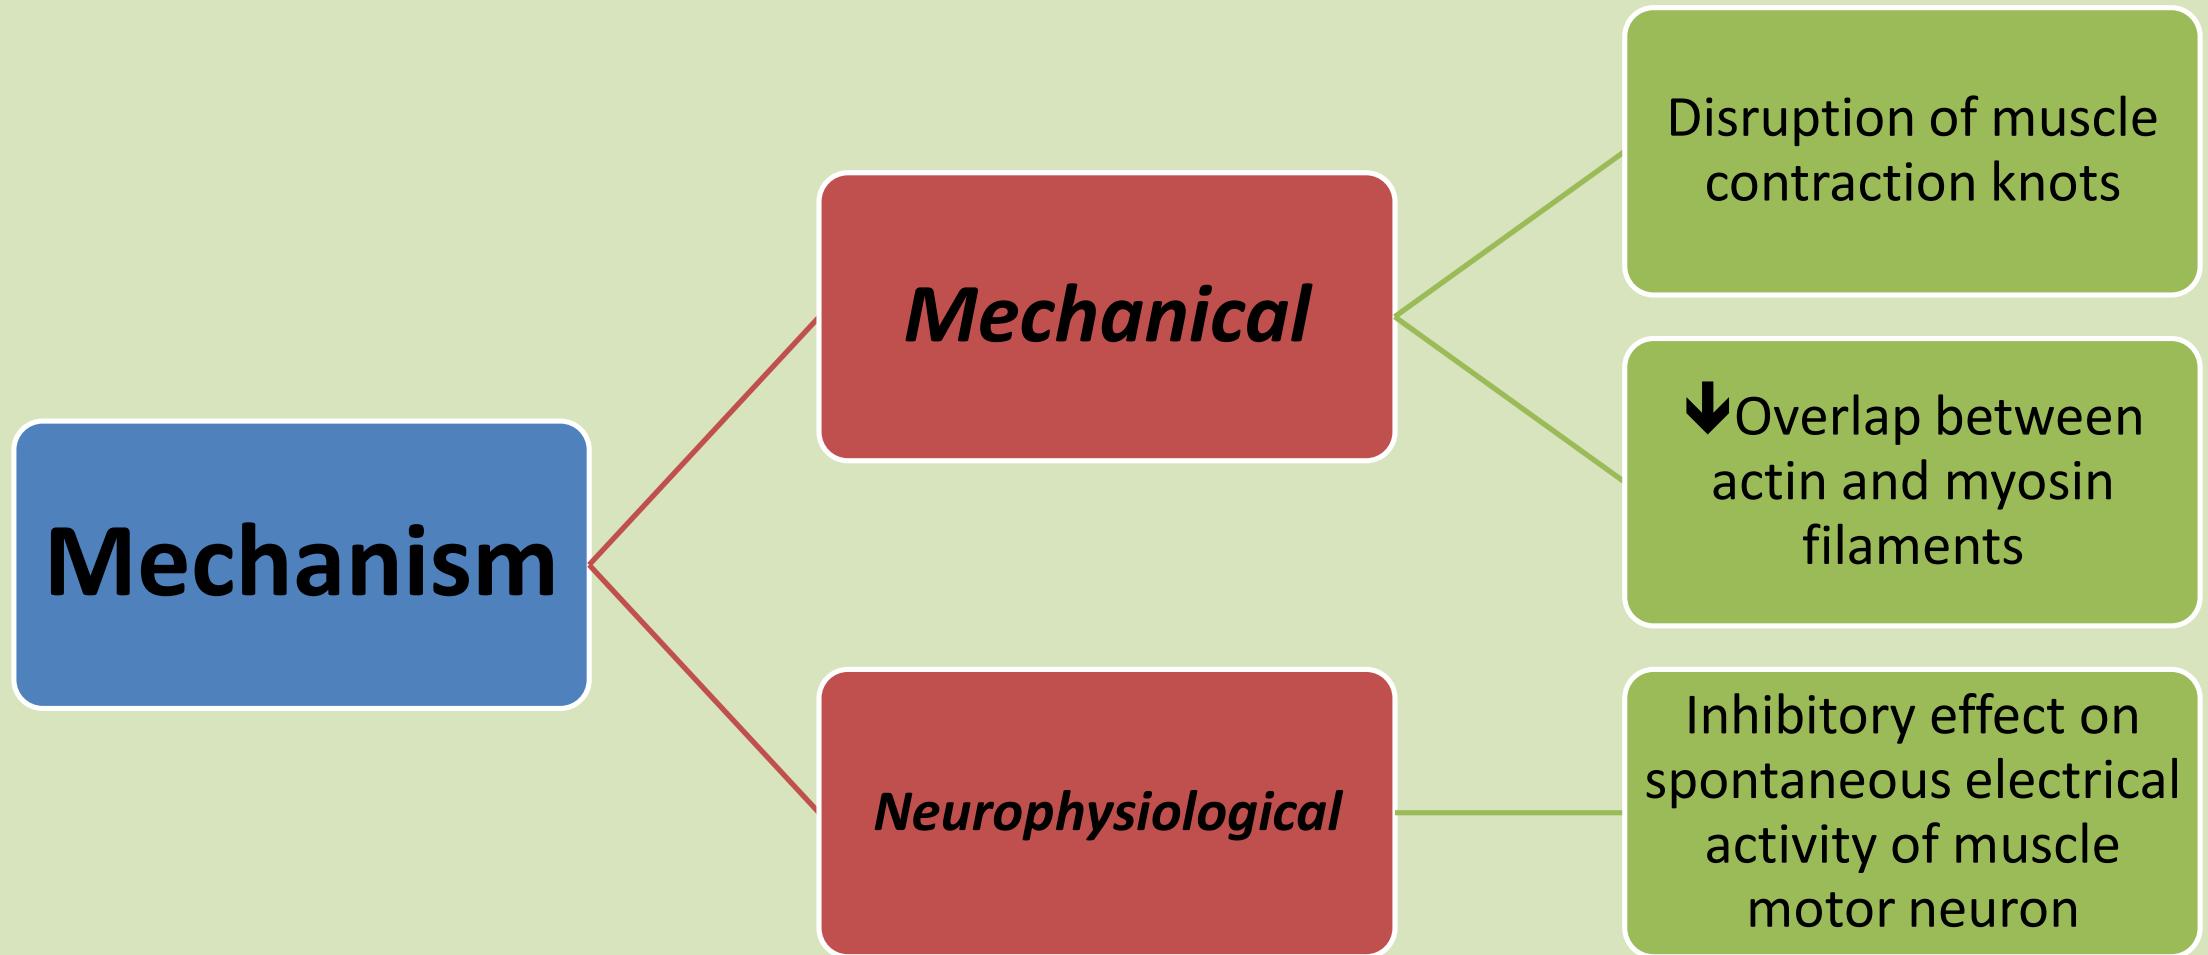 Mechanism
Mechanical
Disruption of muscle
contraction knots
🡻Overlap between
actin and myosin
filaments
Neurophysiological
Inhibitory effect on
spontaneous electrical
activity of muscle
motor neuron